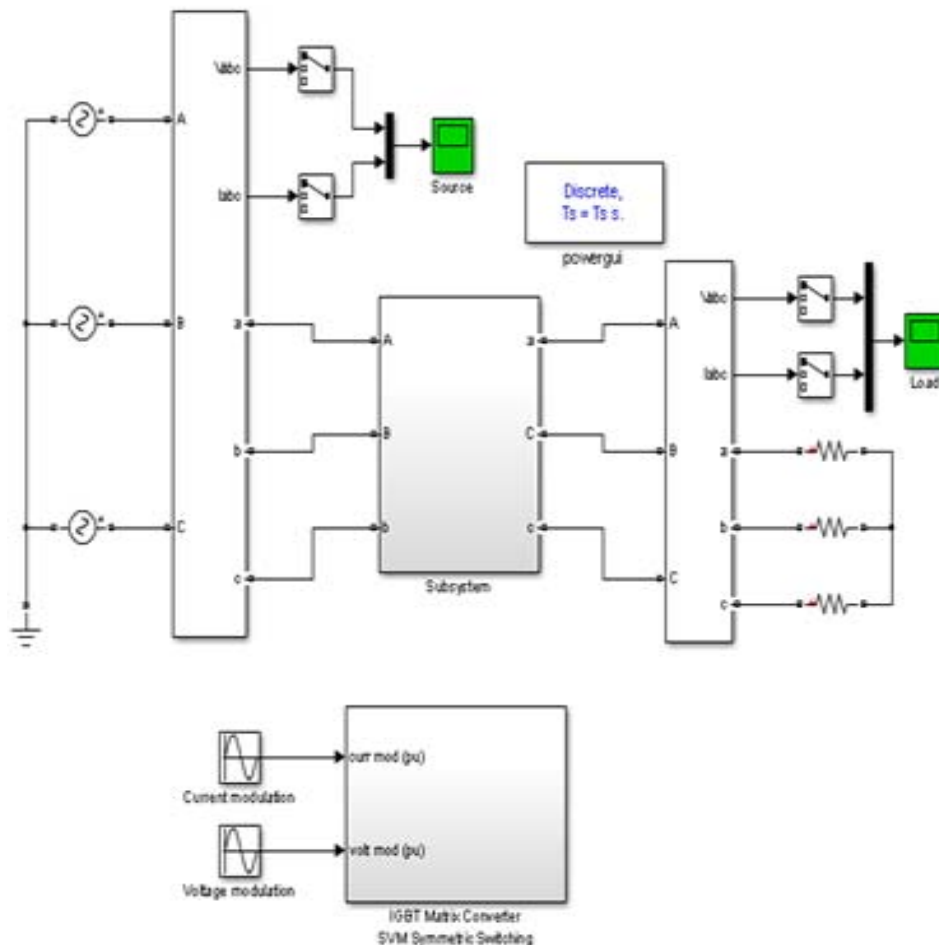 Vabc
A
Iabc
Source
Discrete,
Ts = Ts s.
powergui
B
a
A
a
A
Vabc
Iabc
Load
b
B
C
B
a
C
c
b
c
C
b
c
Subsystem
curr mod (pu)
Current modulation
volt mod (pu)
Voltage modulation
IGBT Matrix Converter
SVM Symmetric Switching